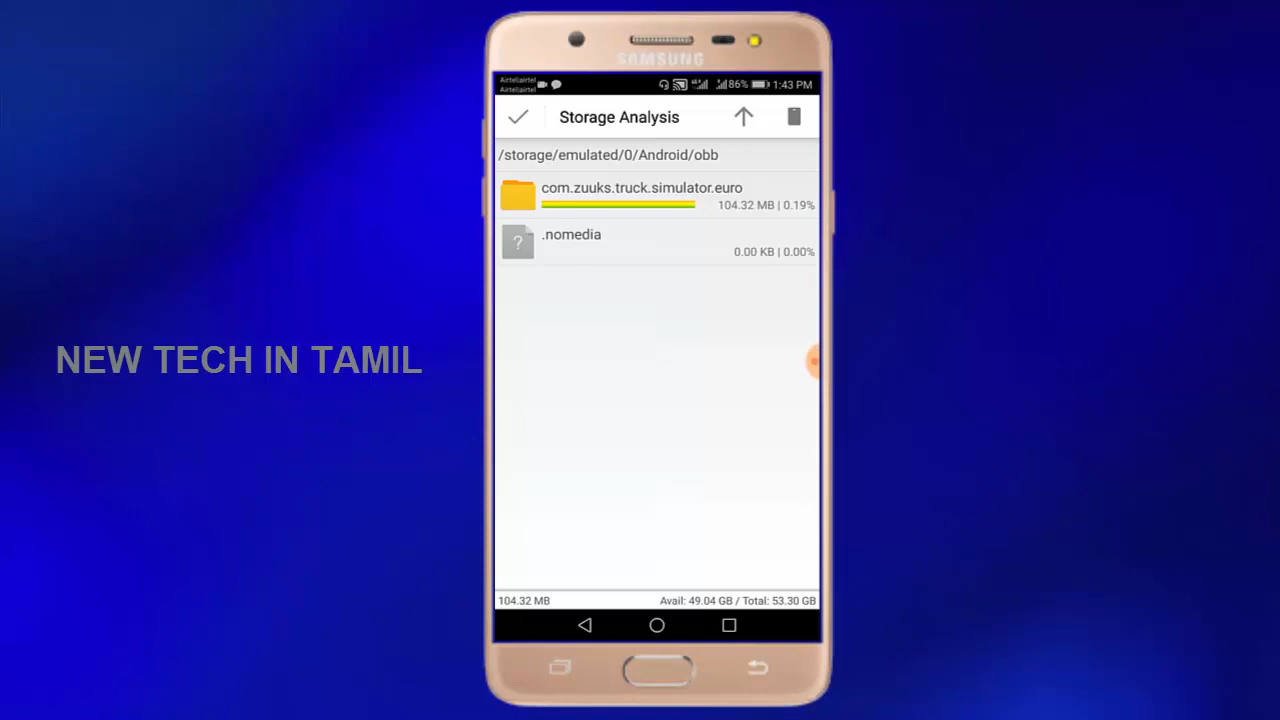 SAMSUNG
Airtel|airtel
Airtel|airtel
86% 1:43 PM
Storage Analysis
/storage/emulated/0/Android/obb
com.zuuks.truck.simulator.euro
104.32 MB | 0.19%
.nomedia
?
0.00 KB | 0.00%
NEW TECH IN TAMIL
104.32 MB Avail: 49.04 GB / Total: 53.30 GB